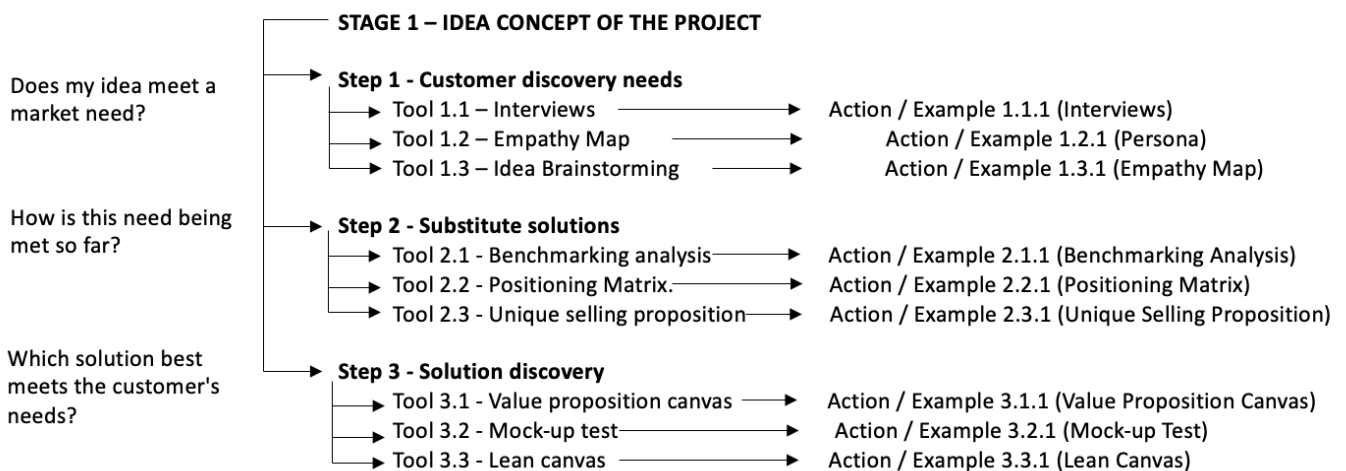 STAGE 1 – IDEA CONCEPT OF THE PROJECT
Does my idea meet a
market need?
Step 1 - Customer discovery needs
Tool 1.1 – Interviews Action / Example 1.1.1 (Interviews)
Tool 1.2 – Empathy Map Action / Example 1.2.1 (Persona)
Tool 1.3 – Idea Brainstorming Action / Example 1.3.1 (Empathy Map)
How is this need being
met so far?
Step 2 - Substitute solutions
Tool 2.1 - Benchmarking analysis Action / Example 2.1.1 (Benchmarking Analysis)
Tool 2.2 - Positioning Matrix. Action / Example 2.2.1 (Positioning Matrix)
Tool 2.3 - Unique selling proposition Action / Example 2.3.1 (Unique Selling Proposition)
Which solution best
meets the customer's
needs?
Step 3 - Solution discovery
Tool 3.1 - Value proposition canvas Action / Example 3.1.1 (Value Proposition Canvas)
Tool 3.2 - Mock-up test Action / Example 3.2.1 (Mock-up Test)
Tool 3.3 - Lean canvas Action / Example 3.3.1 (Lean Canvas)